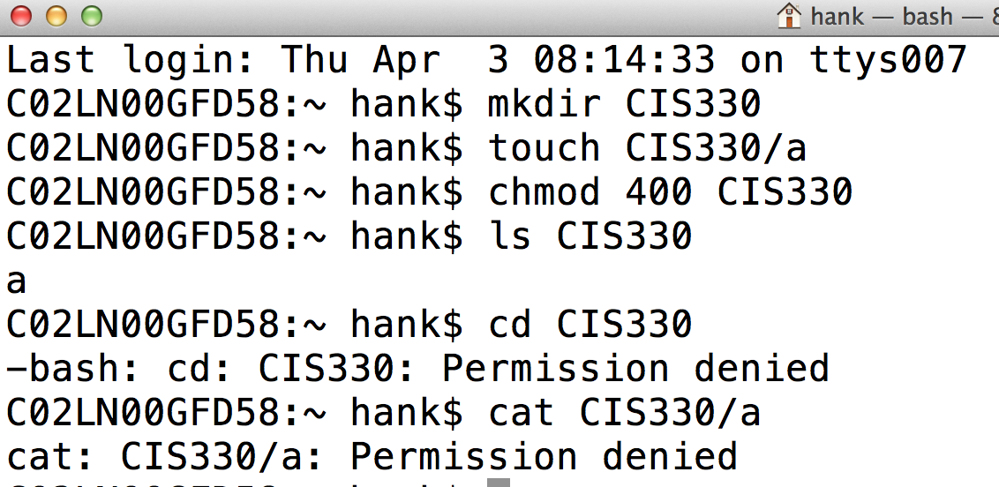 hank — bash —
Last login: Thu Apr  3 08:14:33 on ttys007
C02LN00GFD58:~ hank$ mkdir CIS330
C02LN00GFD58:~ hank$ touch CIS330/a
C02LN00GFD58:~ hank$ chmod 400 CIS330
C02LN00GFD58:~ hank$ ls CIS330
a
C02LN00GFD58:~ hank$ cd CIS330
-bash: cd: CIS330: Permission denied
C02LN00GFD58:~ hank$ cat CIS330/a
cat: CIS330/a: Permission denied